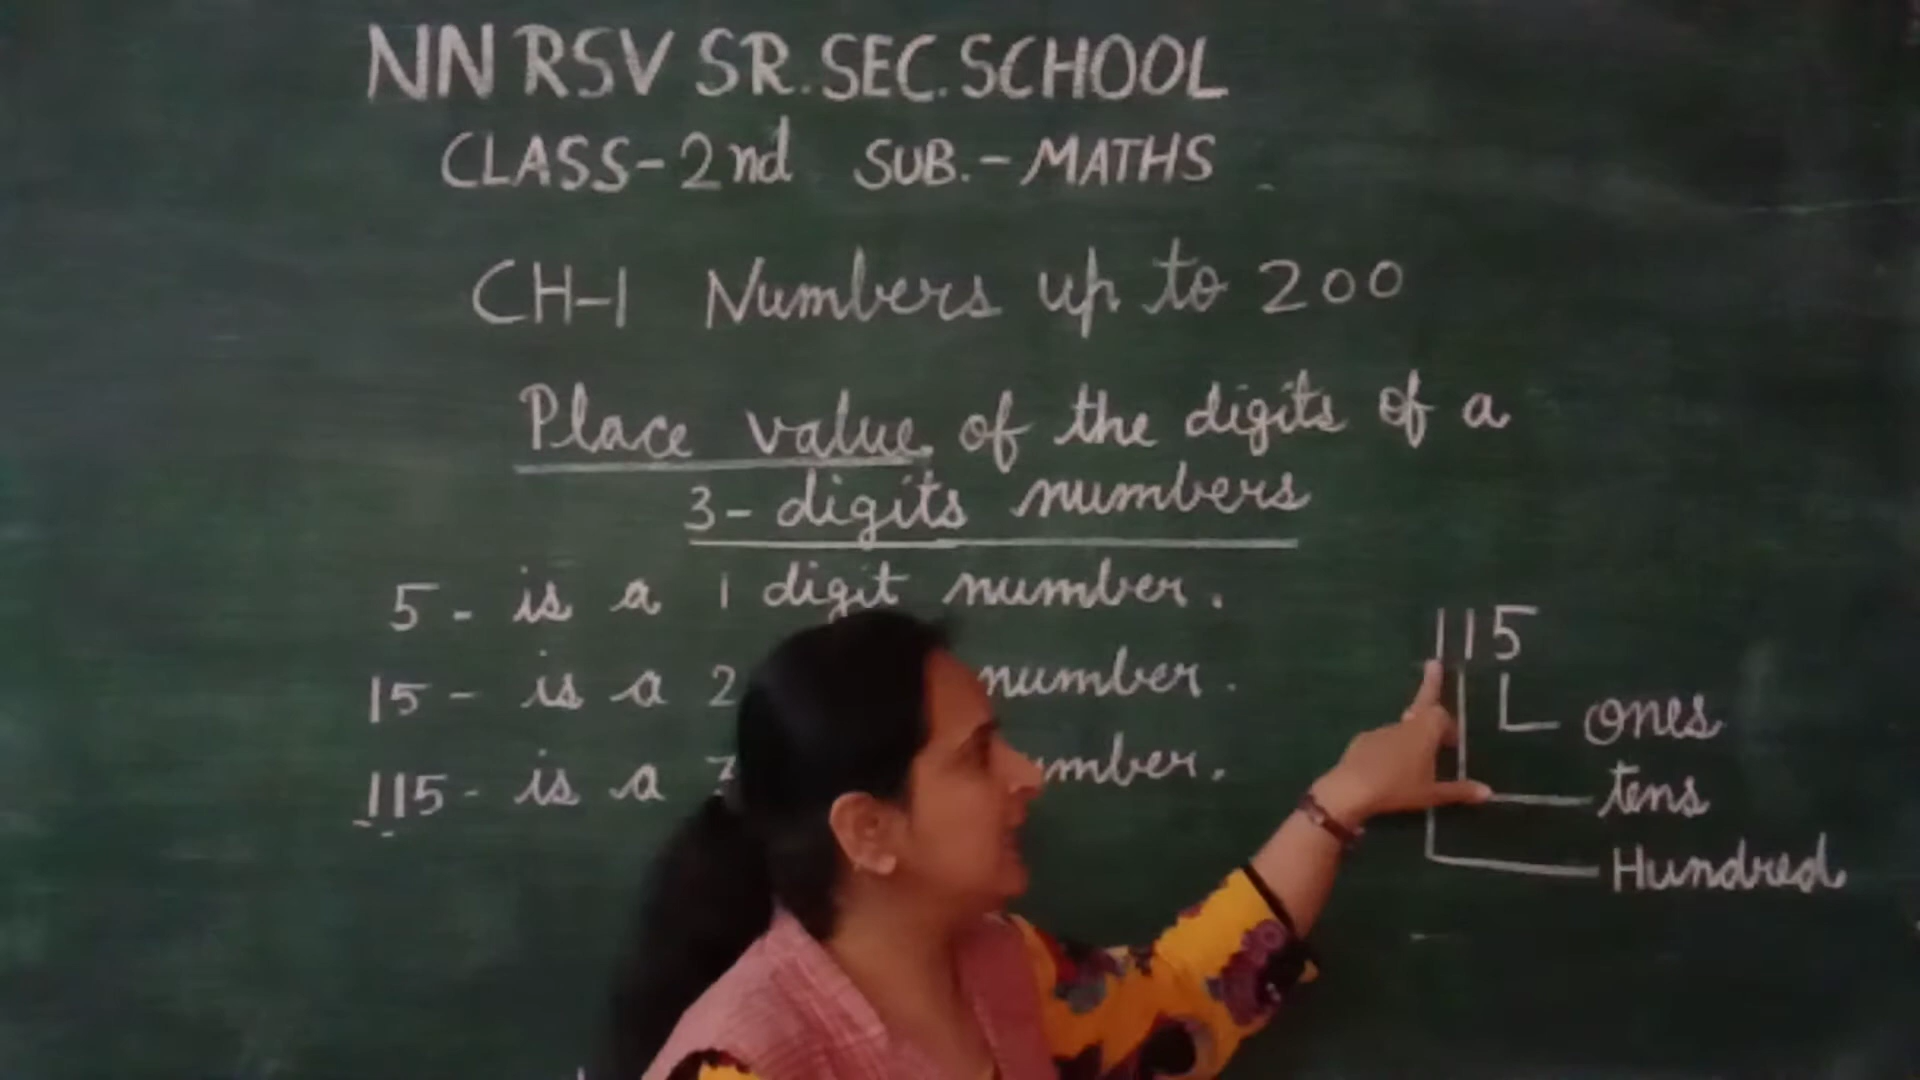 NN RSV SR. SEC. SCHOOL
CLASS-2nd SUB.-MATHS
CH-1 Numbers up to 200
Place value of the digits of a
3-digits numbers
5- is a 1 digit number.
15- is a 2 number.
115- is a
115
ones
tens
Hundred